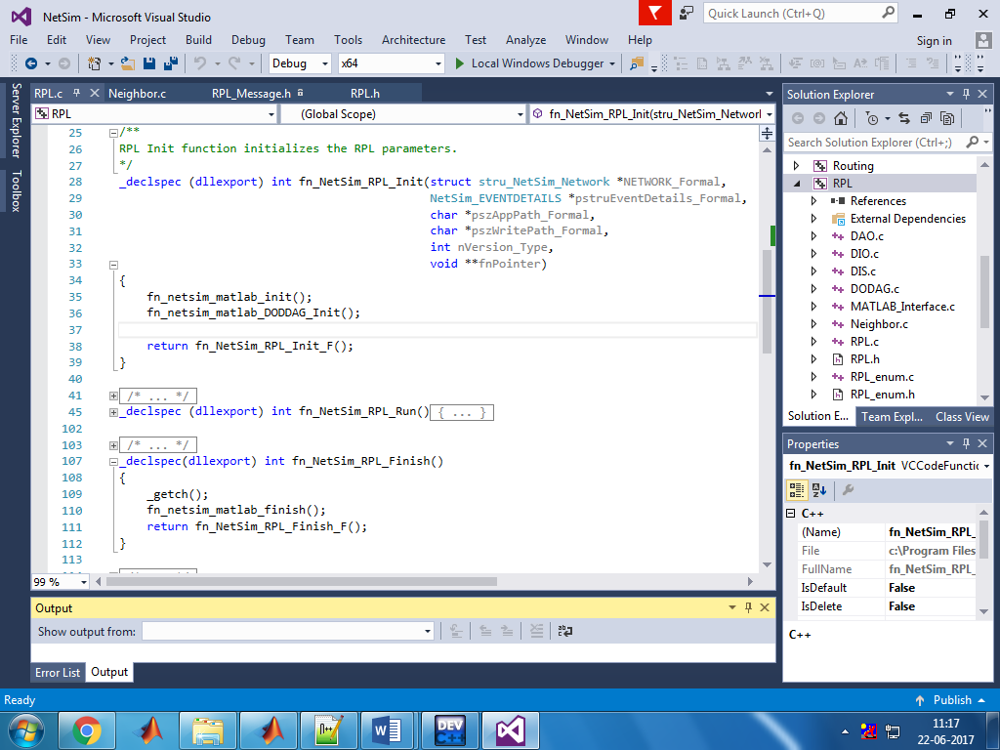 NetSim - Microsoft Visual Studio
Quick Launch (Ctrl+Q)
File Edit View Project Build Debug Team Tools Architecture Test Analyze Window Help
Sign in
Debug x64 Local Windows Debugger
Server Explorer
Toolbox
RPL.c Neighbor.c RPL_Message.h RPL.h
RPL (Global Scope) fn_NetSim_RPL_Init(stru_NetSim_Networl
25 /**
26 RPL Init function initializes the RPL parameters.
27 */
28 _declspec (dllexport) int fn_NetSim_RPL_Init(struct stru_NetSim_Network *NETWORK_Formal,
29 NetSim_EVENTDETAILS *pstruEventDetails_Formal,
30 char *pszAppPath_Formal,
31 char *pszWritePath_Formal,
32 int nVersion_Type,
33 void **fnPointer)
34 {
35 fn_netsim_matlab_init();
36 fn_netsim_matlab_DODDAG_Init();
37
38 return fn_NetSim_RPL_Init_F();
39 }
40
41 /* ... */
45 _declspec (dllexport) int fn_NetSim_RPL_Run(){ ... }
102
103 /* ... */
107 _declspec(dllexport) int fn_NetSim_RPL_Finish()
108 {
109 _getch();
110 fn_netsim_matlab_finish();
111 return fn_NetSim_RPL_Finish_F();
112 }
113
99 %
Output
Show output from:
Error List Output
Solution Explorer
Search Solution Explorer (Ctrl+;)
Routing
RPL
References
External Dependencies
DAO.c
DIO.c
DIS.c
DODAG.c
MATLAB_Interface.c
Neighbor.c
RPL.c
RPL.h
RPL_enum.c
RPL_enum.h
Solution E... Team Expl... Class View
Properties
fn_NetSim_RPL_Init VCCodeFunctic
C++
(Name) fn_NetSim_RPL_
File c:\Program Files
FullName fn_NetSim_RPL_
IsDefault False
IsDelete False
C++
Ready
Publish
DEV C++
11:17
22-06-2017